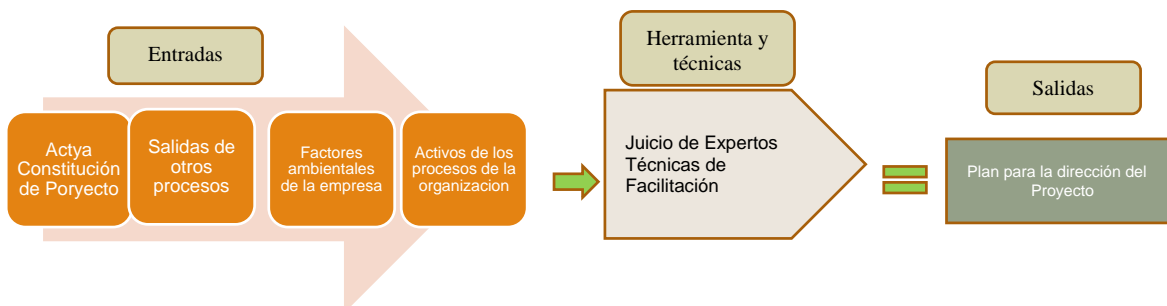 Entradas
Actya
Constitución
de Poryecto
Salidas de
otros
procesos
Factores
ambientales
de la empresa
Activos de los
procesos de la
organizacion
Herramienta y
técnicas
Juicio de Expertos
Técnicas de
Facilitación
Salidas
Plan para la dirección del
Proyecto